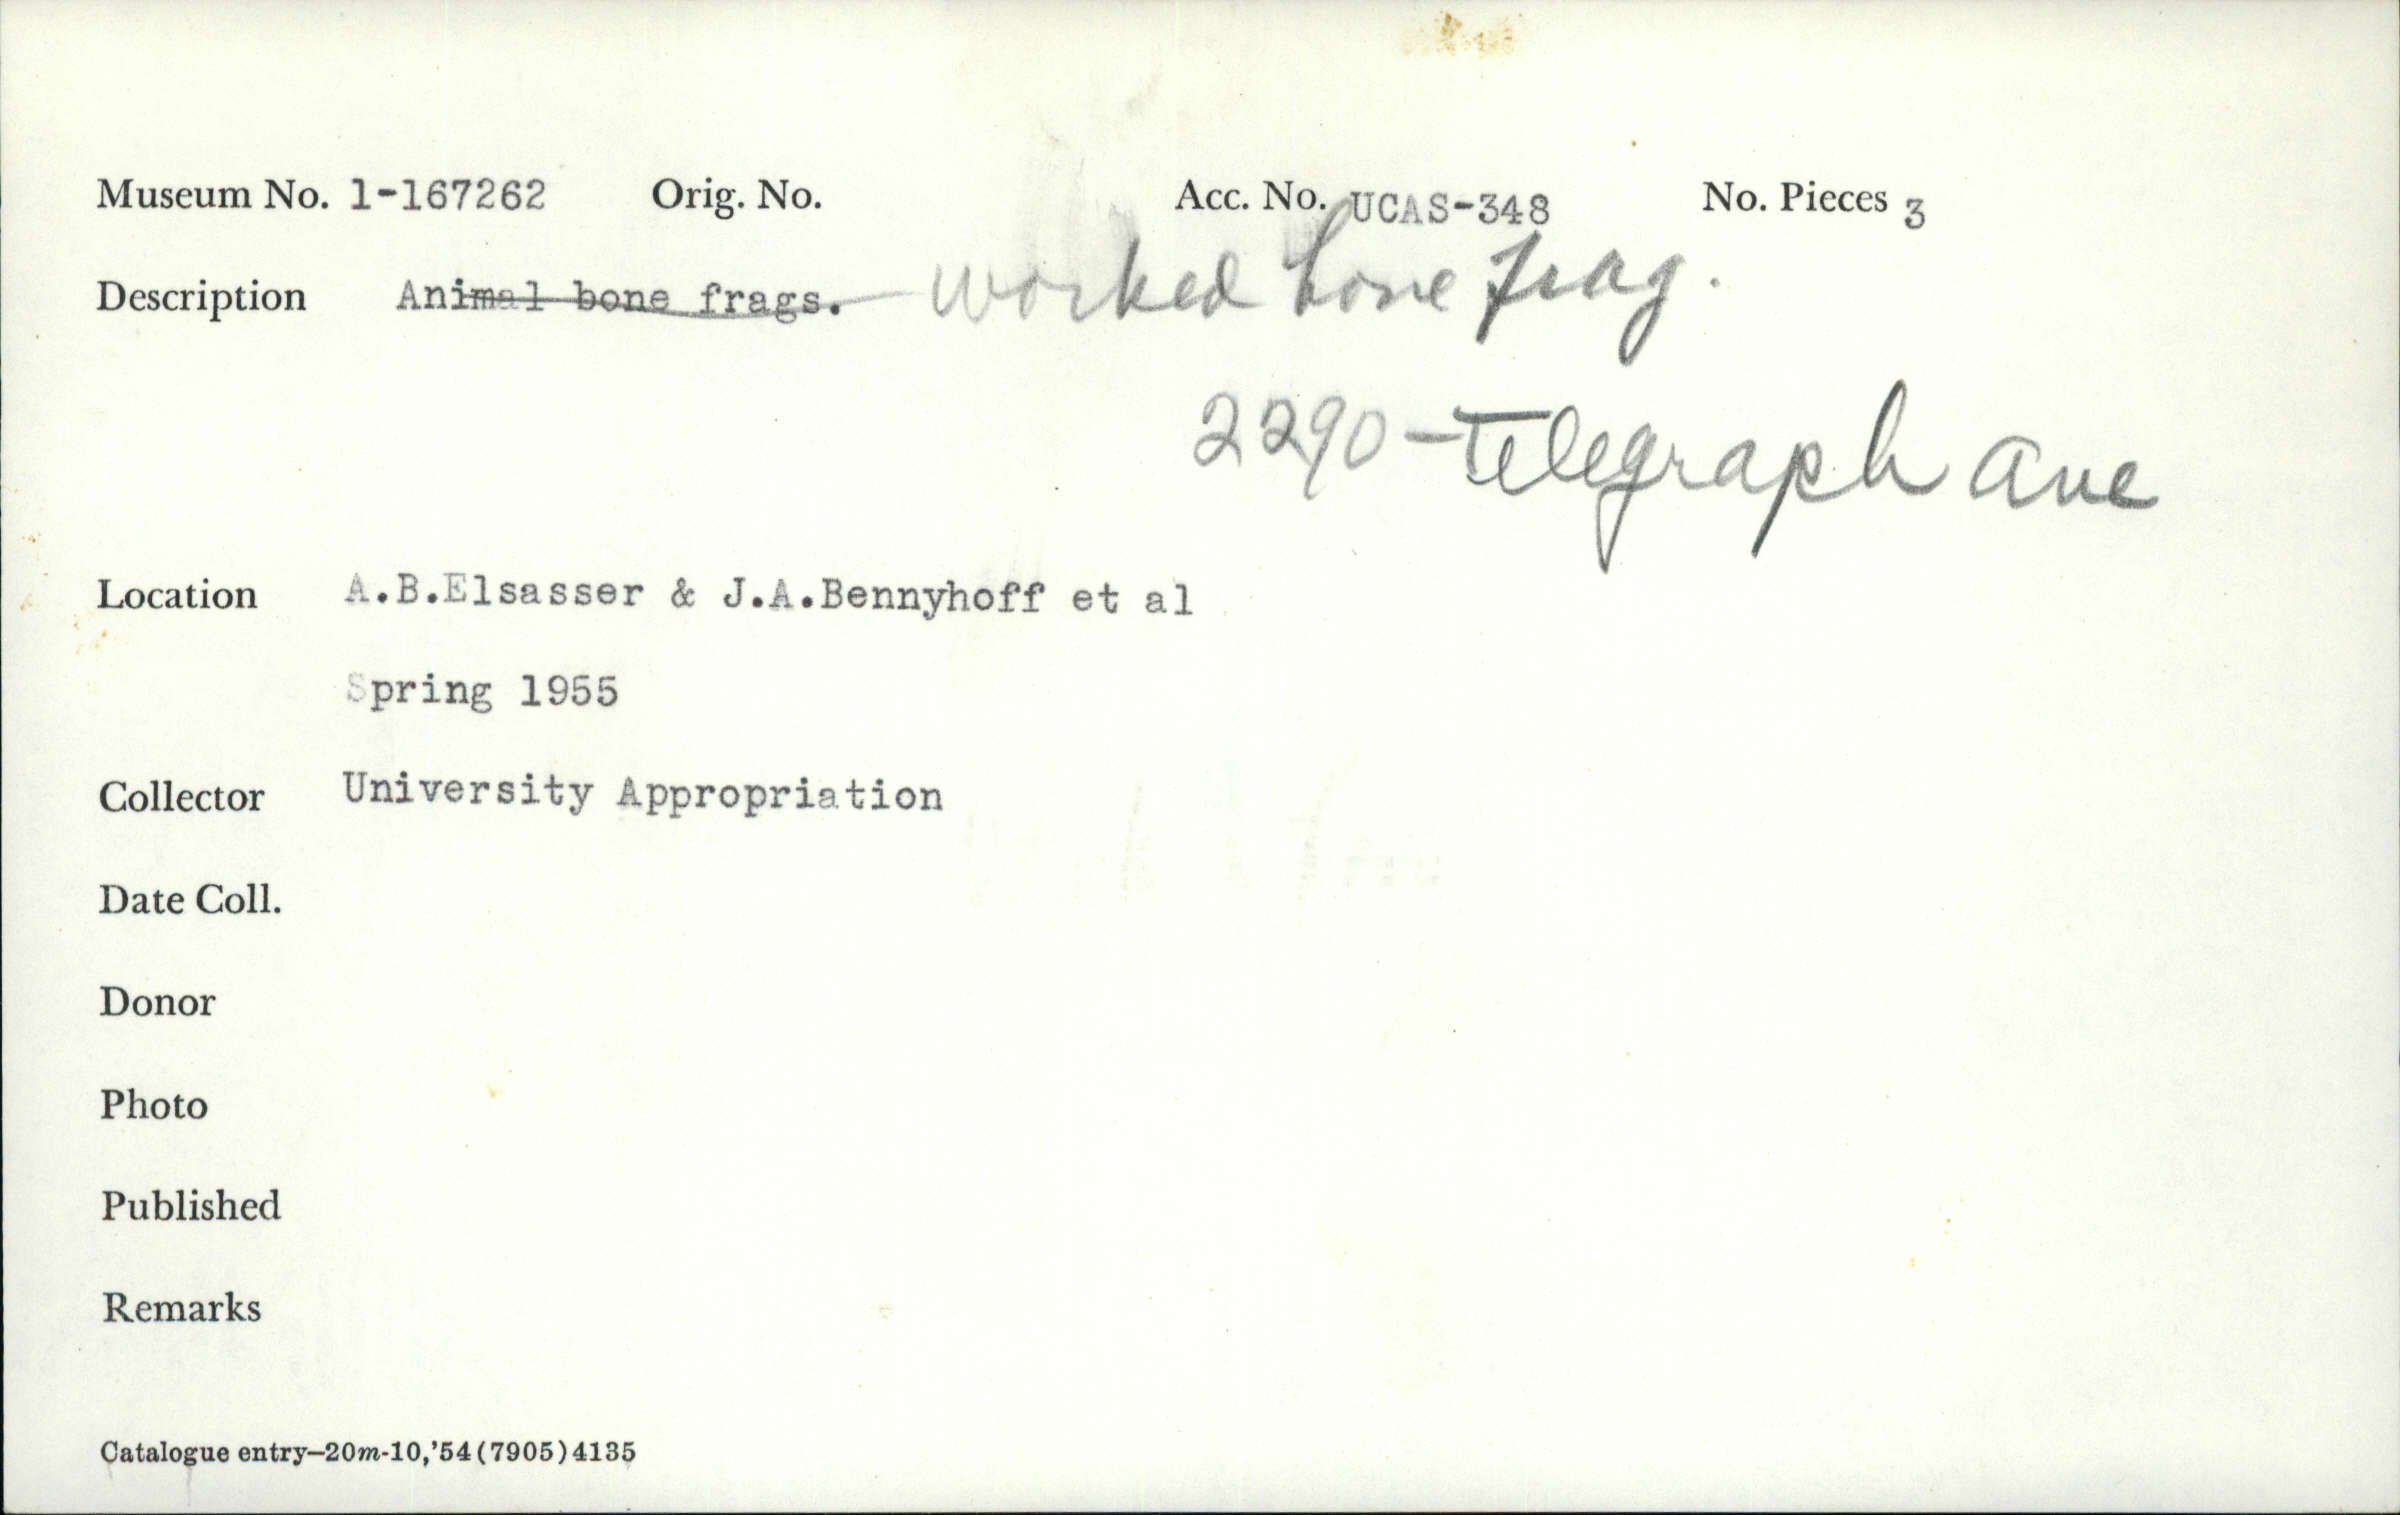 Museum No. 1-167262 Orig. No. Acc. No. UCAS-348 No. Pieces 3
Description Animal bone frags. worked bone frag.
2290 - Telegraph Ave
Location A.B.Elsasser & J.A.Bennyhoff et al
Spring 1955
Collector University Appropriation
Date Coll.
Donor
Photo
Published
Remarks
Catalogue entry—20m-10,'54(7905)4135